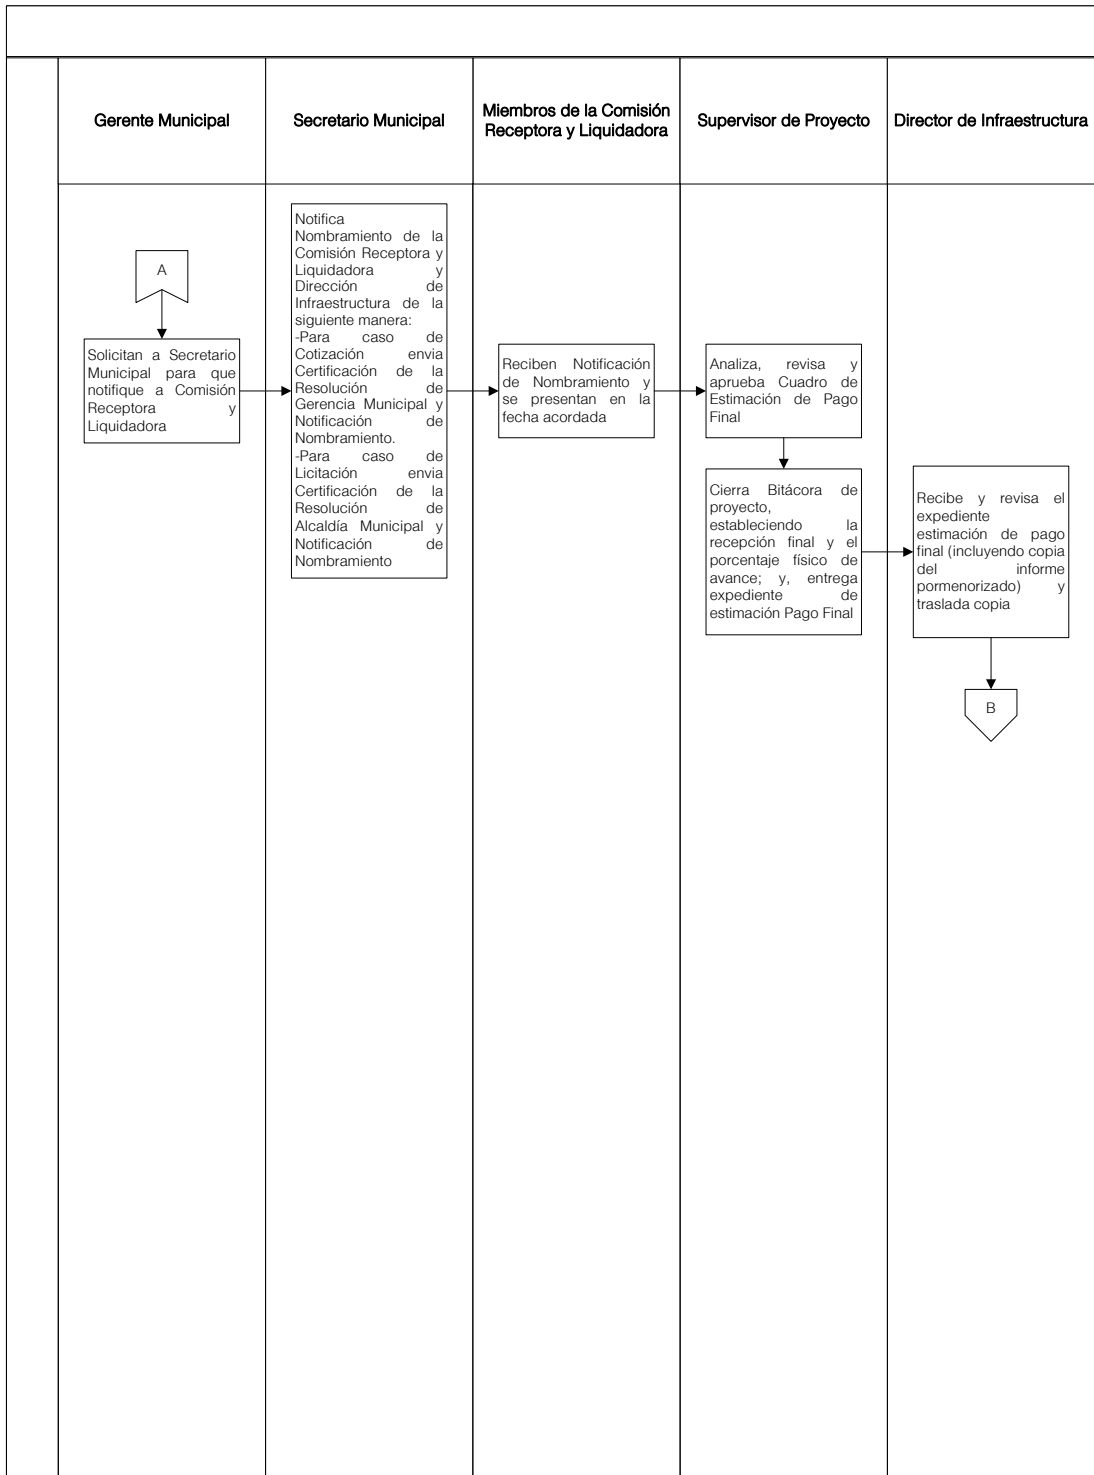 Gerente Municipal
Secretario Municipal
Miembros de la Comisión
Receptora y Liquidadora
Supervisor de Proyecto
Director de Infraestructura
A
Solicitan a Secretario
Municipal para que
notifique a Comisión
Receptora y
Liquidadora
Notifica
Nombramiento de la
Comisión Receptora y
Liquidadora y
Dirección de
Infraestructura de la
siguiente manera:
-Para caso de
Cotización envia
Certificación de la
Resolución de
Gerencia Municipal y
Notificación de
Nombramiento.
-Para caso de
Licitación envia
Certificación de la
Resolución de
Alcaldía Municipal y
Notificación de
Nombramiento
Reciben Notificación
de Nombramiento y
se presentan en la
fecha acordada
Analiza, revisa y
aprueba Cuadro de
Estimación de Pago
Final
Cierra Bitácora de
proyecto,
estableciendo la
recepción final y el
porcentaje físico de
avance; y, entrega
expediente de
estimación Pago Final
Recibe y revisa el
expediente
estimación de pago
final (incluyendo copia
del informe
pormenorizado) y
traslada copia
B